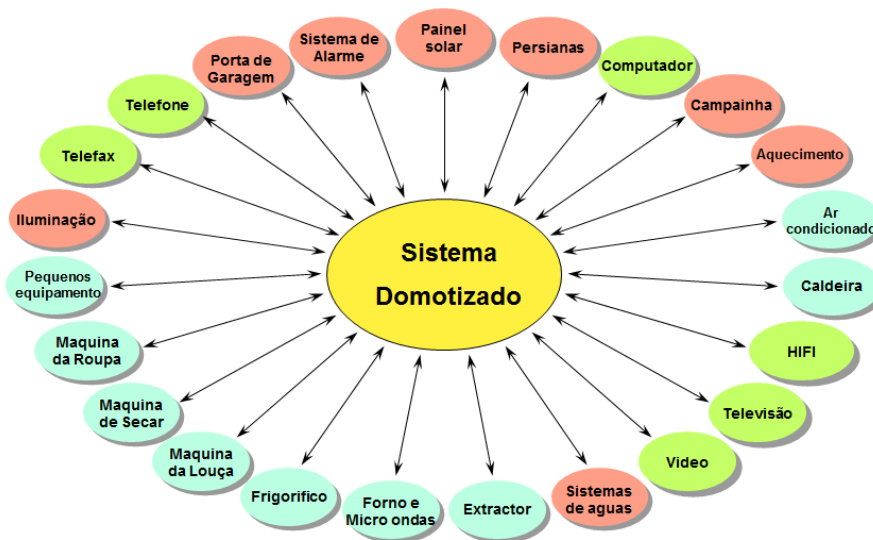 Painel
solar
Sistema de
Alarme
Persianas
Porta de
Garagem
Computador
Telefone
Campainha
Telefax
Aquecimento
Iluminação
Ar
condicionado
Sistema
Domotizado
Pequenos
equipamento
Caldeira
Maquina
da Roupa
HIFI
Maquina
de Secar
Televisão
Maquina
da Louça
Video
Frigorifico
Forno e
Micro ondas
Extractor
Sistemas
de aguas